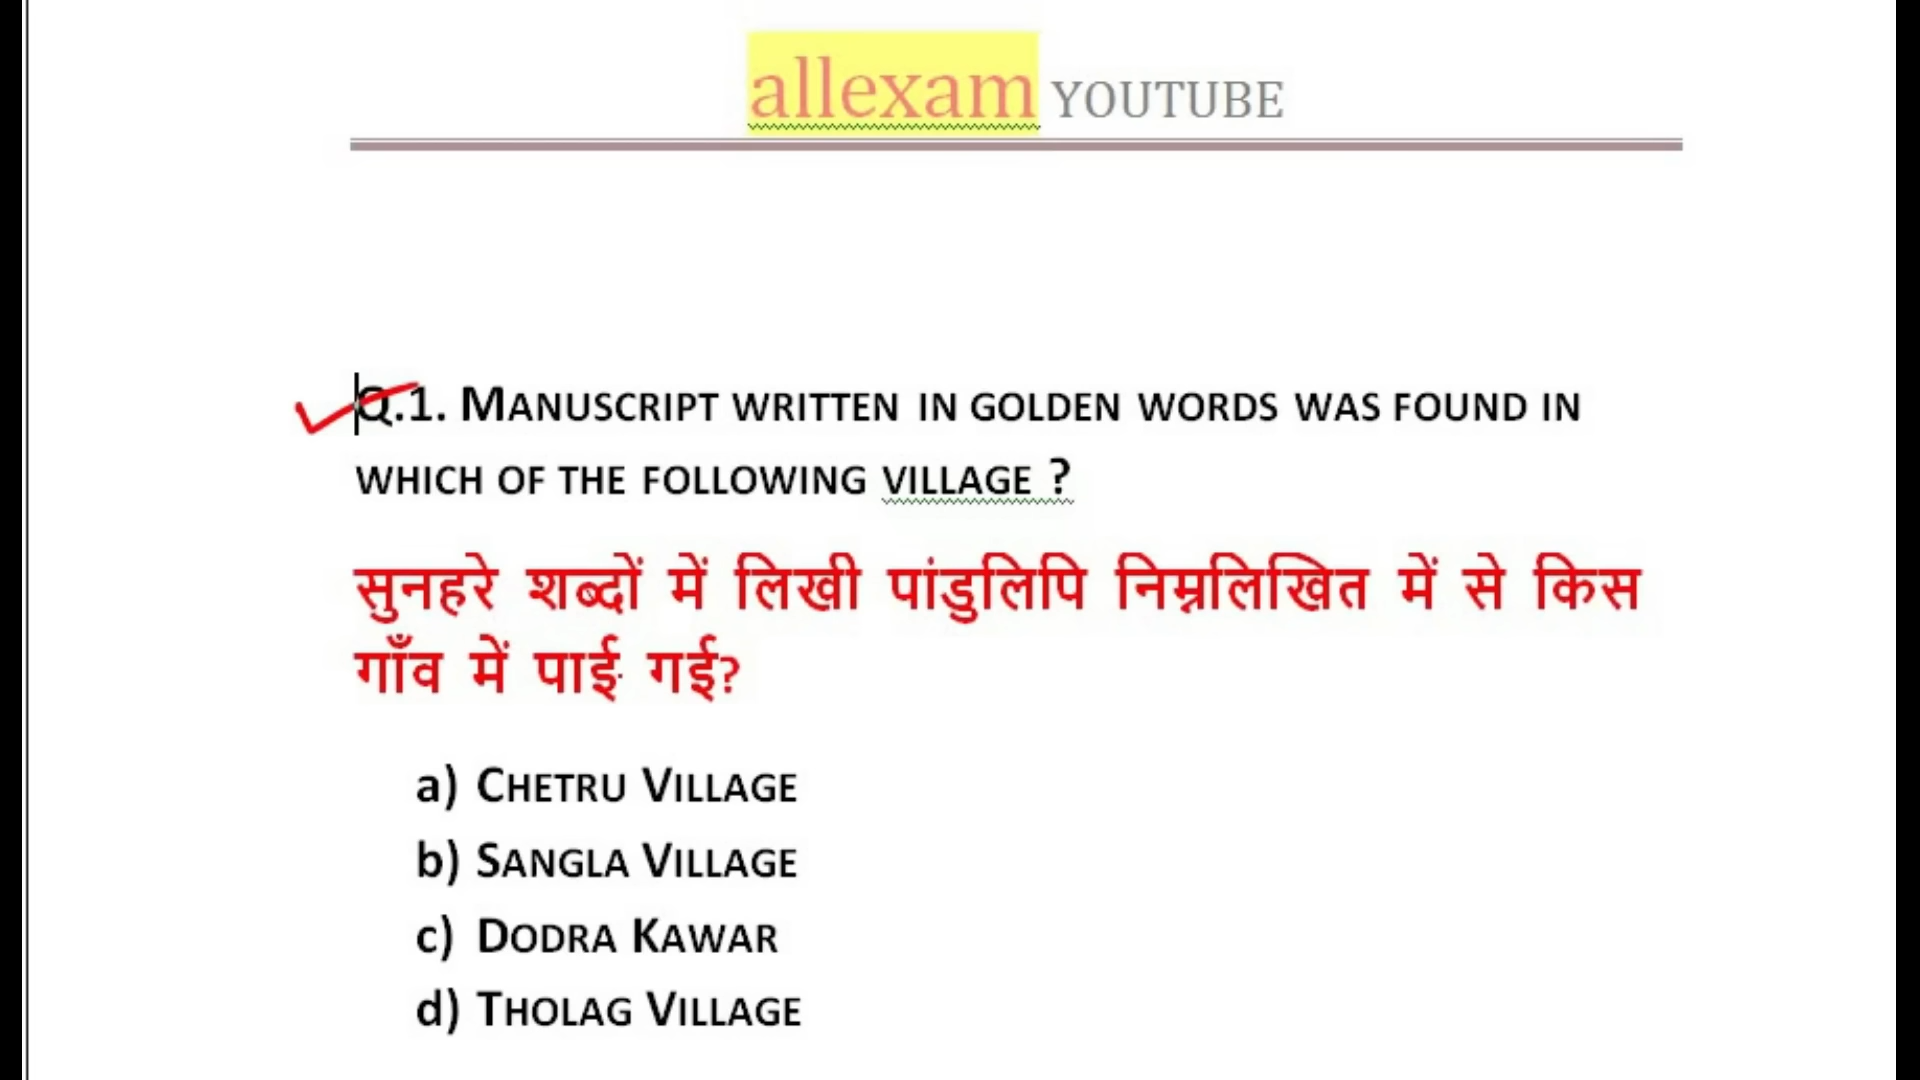 allexam YOUTUBE
Q.1. MANUSCRIPT WRITTEN IN GOLDEN WORDS WAS FOUND IN
WHICH OF THE FOLLOWING VILLAGE ?
सुनहरे शब्दों में लिखी पांडुलिपि निम्नलिखित में से किस
गाँव में पाई गई?
a) CHETRU VILLAGE
b) SANGLA VILLAGE
c) DODRA KAWAR
d) THOLAG VILLAGE